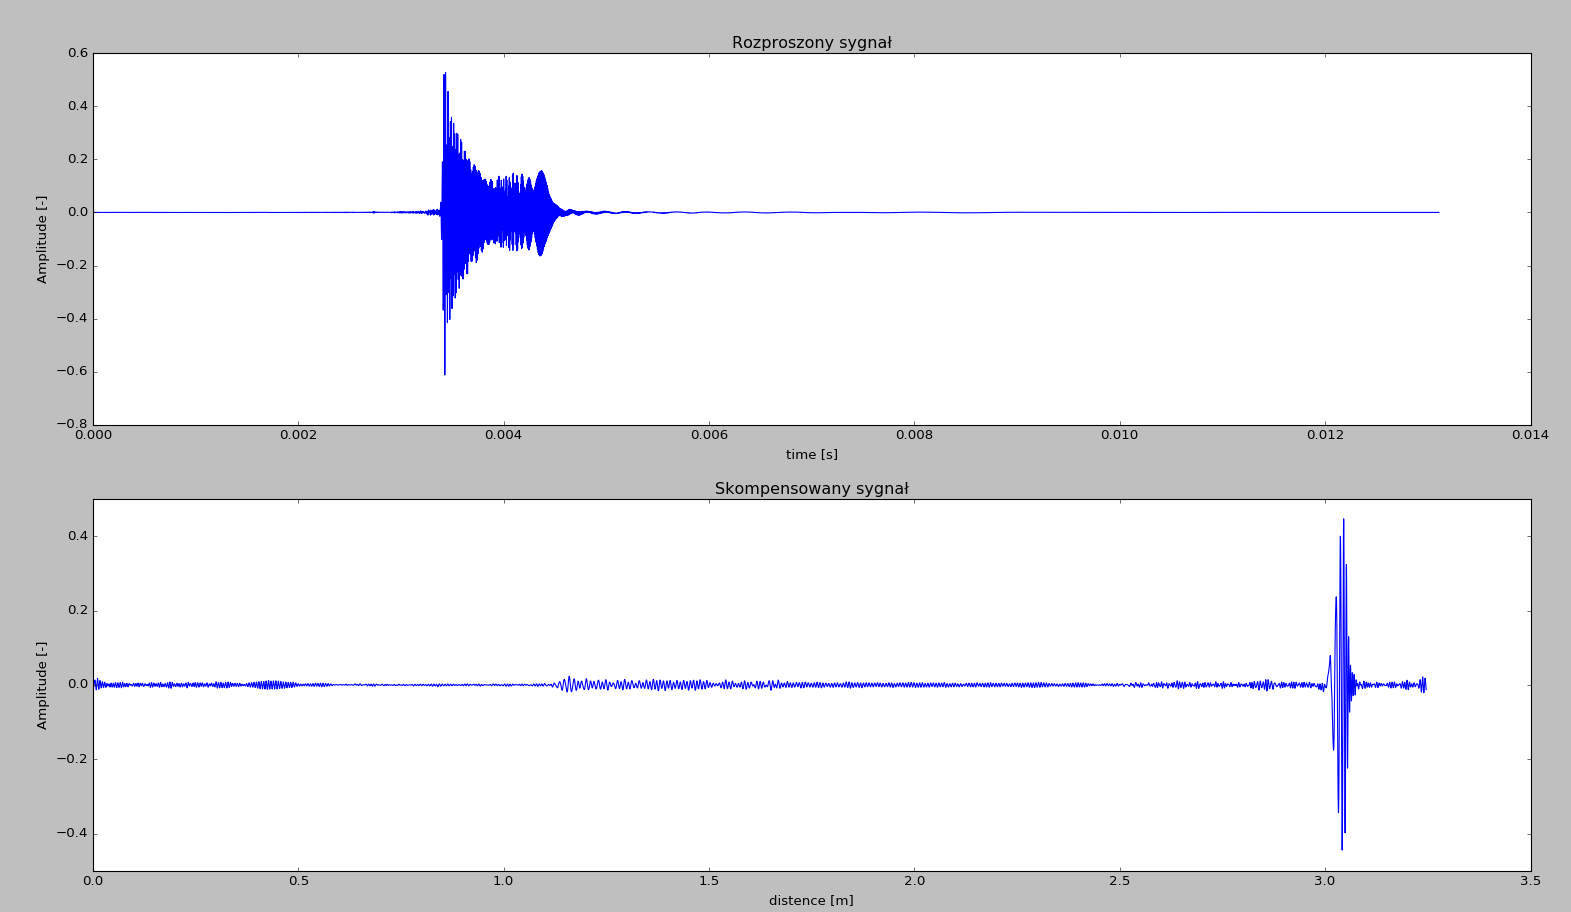 Rozproszony sygnał
0.6
0.4
0.2
0.0
−0.2
−0.4
−0.6
−0.8
Amplitude [-]
0.000 0.002 0.004 0.006 0.008 0.010 0.012 0.014
time [s]
Skompensowany sygnał
0.4
0.2
0.0
−0.2
−0.4
Amplitude [-]
0.0 0.5 1.0 1.5 2.0 2.5 3.0 3.5
distence [m]